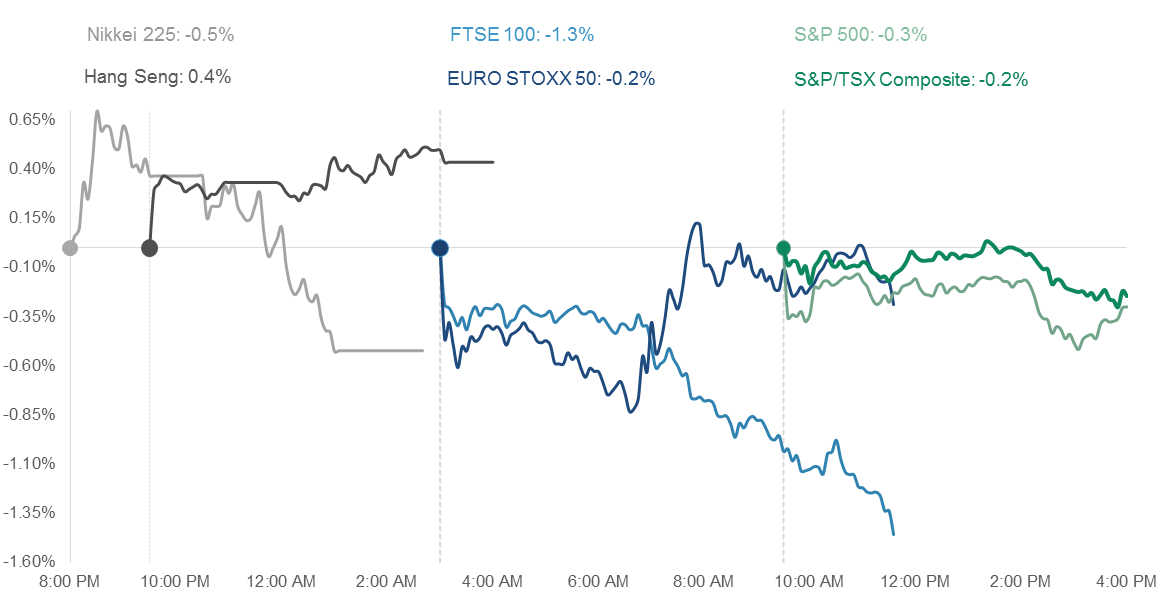 Nikkei 225: -0.5%
FTSE 100: -1.3%
S&P 500: -0.3%
Hang Seng: 0.4%
EURO STOXX 50: -0.2%
S&P/TSX Composite: -0.2%
0.65%
0.40%
0.15%
-0.10%
-0.35%
-0.60%
-0.85%
-1.10%
-1.35%
-1.60%
8:00 PM
10:00 PM
12:00 AM
2:00 AM
4:00 AM
6:00 AM
8:00 AM
10:00 AM
12:00 PM
2:00 PM
4:00 PM